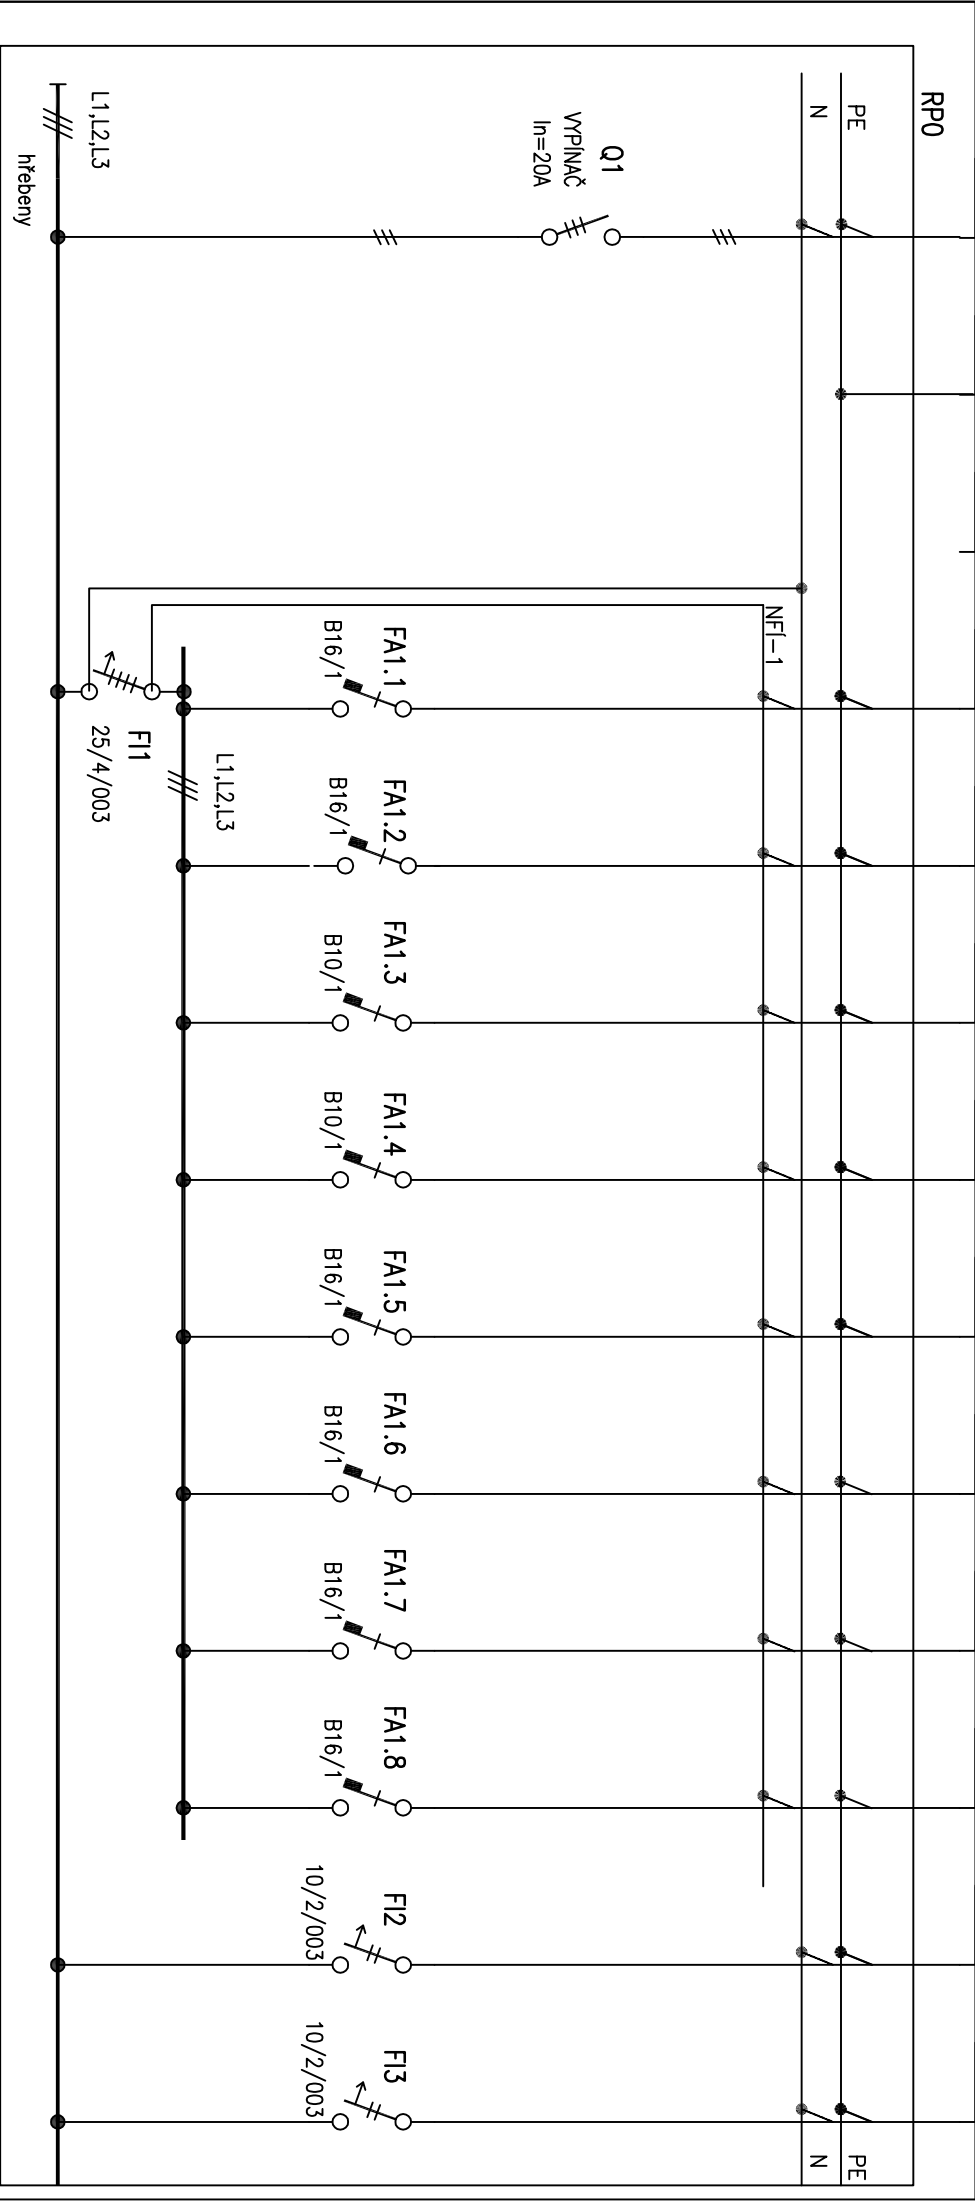 RPO
PE
N
Q1
VYPÍNAČ
In=20A
L1,L2,L3
hřebeny
NFÍ-1
FA1.1
B16/1
FI1
25/4/003
L1,L2,L3
FA1.2
B16/1
FA1.3
B10/1
FA1.4
B10/1
FA1.5
B16/1
FA1.6
B16/1
FA1.7
B16/1
FA1.8
B16/1
FI2
10/2/003
FI3
10/2/003
PE
N